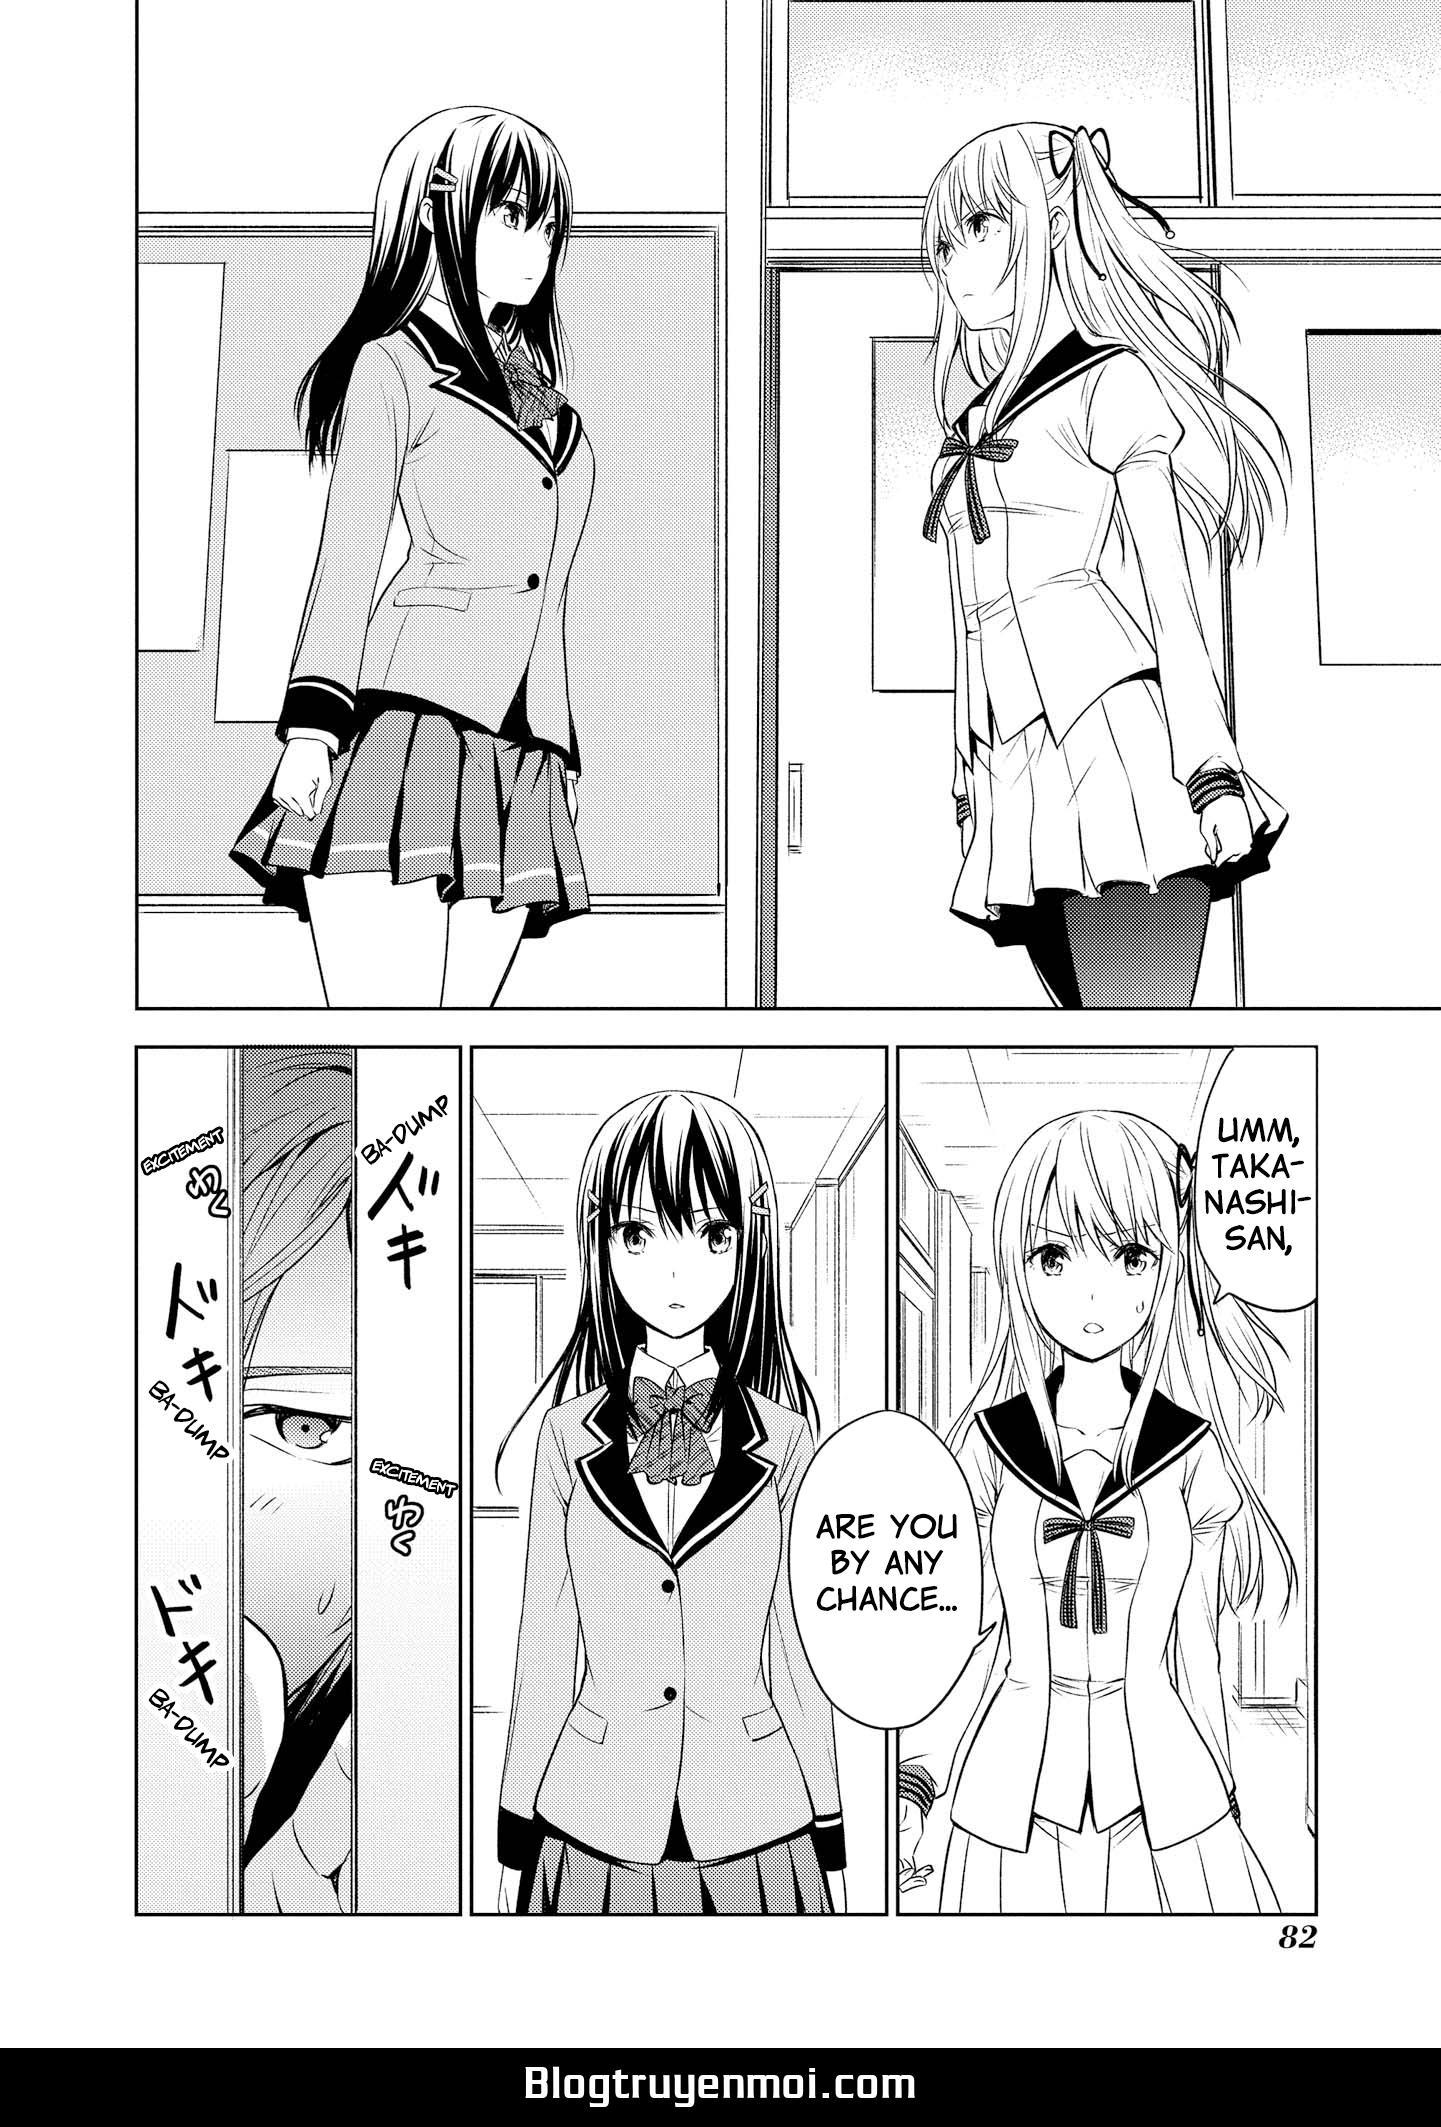 UMM,
TAKA-
NASHI-
SAN,
ARE YOU
BY ANY
CHANCE...
BA-DUMP
ズキ
EXCITEMENT
わく
ドキ
BA-DUMP
EXCITEMENT
わく
ドキ
BA-DUMP
82
Blogtruyenmoi.com